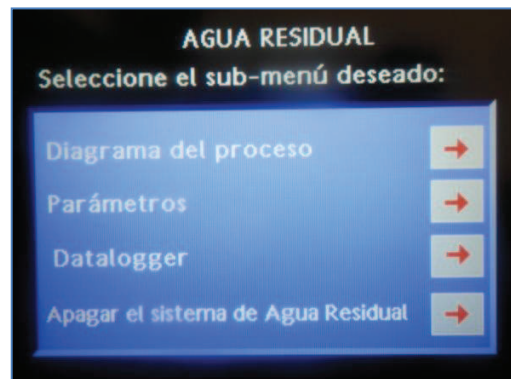 AGUA RESIDUAL
Seleccione el sub-menú deseado:
Diagrama del proceso
Parámetros
Datalogger
Apagar el sistema de Agua Residual